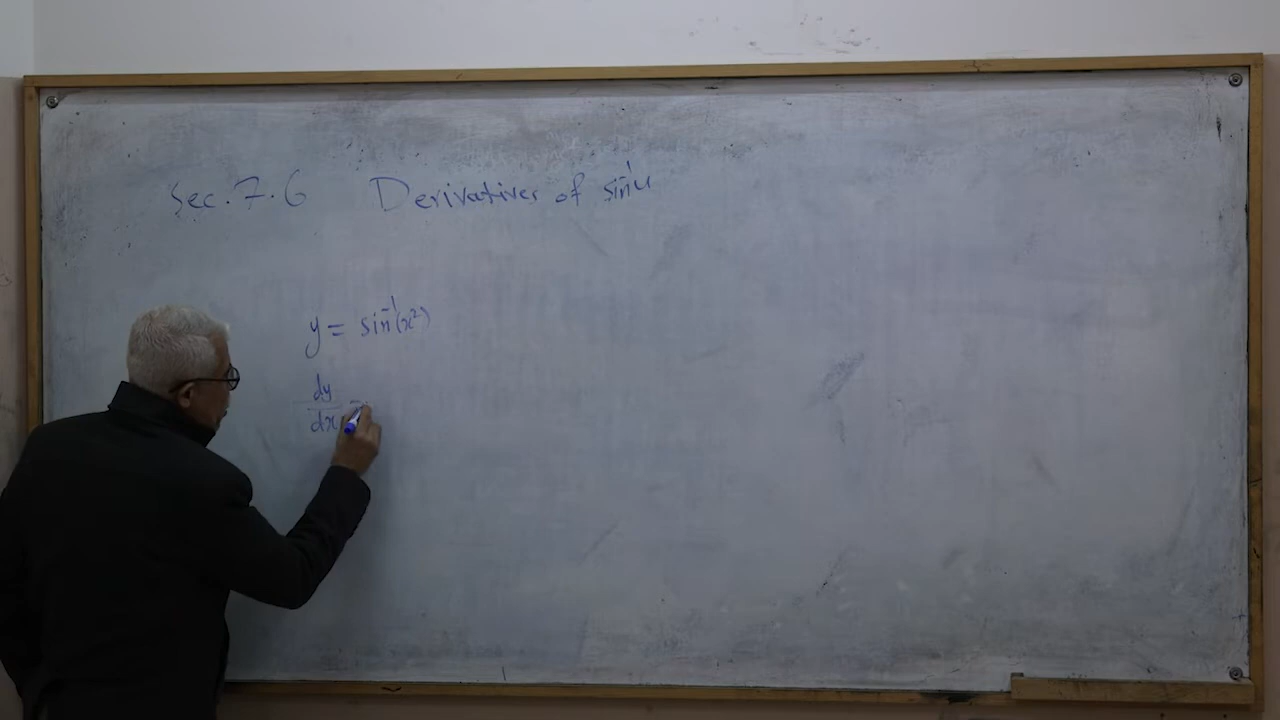 Sec. 7.6 Derivatives of sin⁻¹u
y = sin⁻¹(x²)
dy/dx =